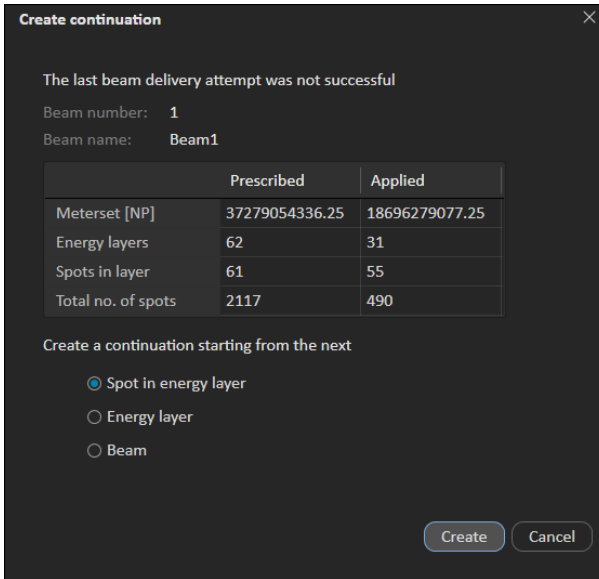 Create continuation
The last beam delivery attempt was not successful
Beam number: 1
Beam name: Beam1
Prescribed Applied
Meterset [NP] 37279054336.25 18696279077.25
Energy layers 62 31
Spots in layer 61 55
Total no. of spots 2117 490
Create a continuation starting from the next
Spot in energy layer
Energy layer
Beam
Create Cancel